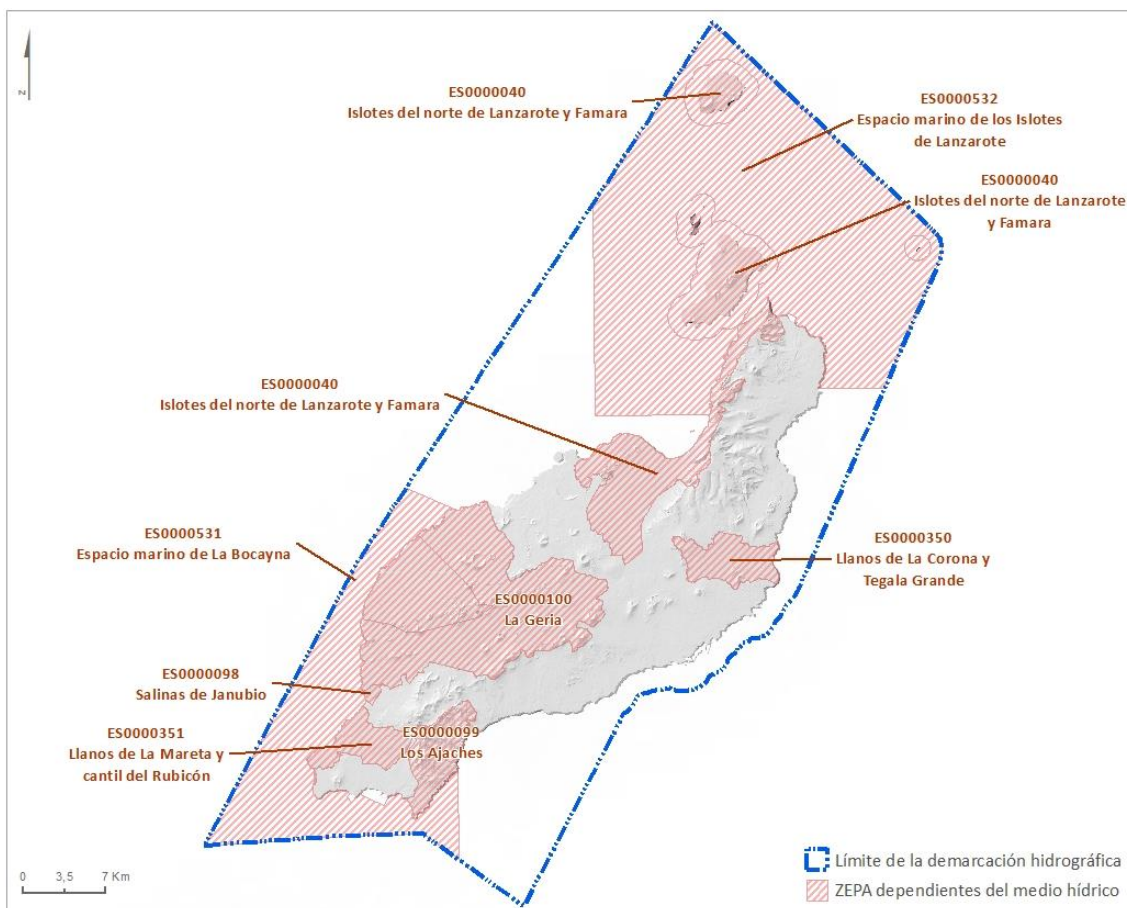 N
ES0000040
Islotes del norte de Lanzarote y Famara
ES0000532
Espacio marino de los Islotes
de Lanzarote
ES0000040
Islotes del norte de Lanzarote
y Famara
ES0000040
Islotes del norte de Lanzarote y Famara
ES0000531
Espacio marino de La Bocayna
ES0000350
Llanos de La Corona y
Tegala Grande
ES0000100
La Geria
ES0000098
Salinas de Janubio
ES0000351
Llanos de La Mareta y
cantil del Rubicón
ES0000099
Los Ajaches
0 3,5 7 Km
Límite de la demarcación hidrográfica
ZEPA dependientes del medio hídrico